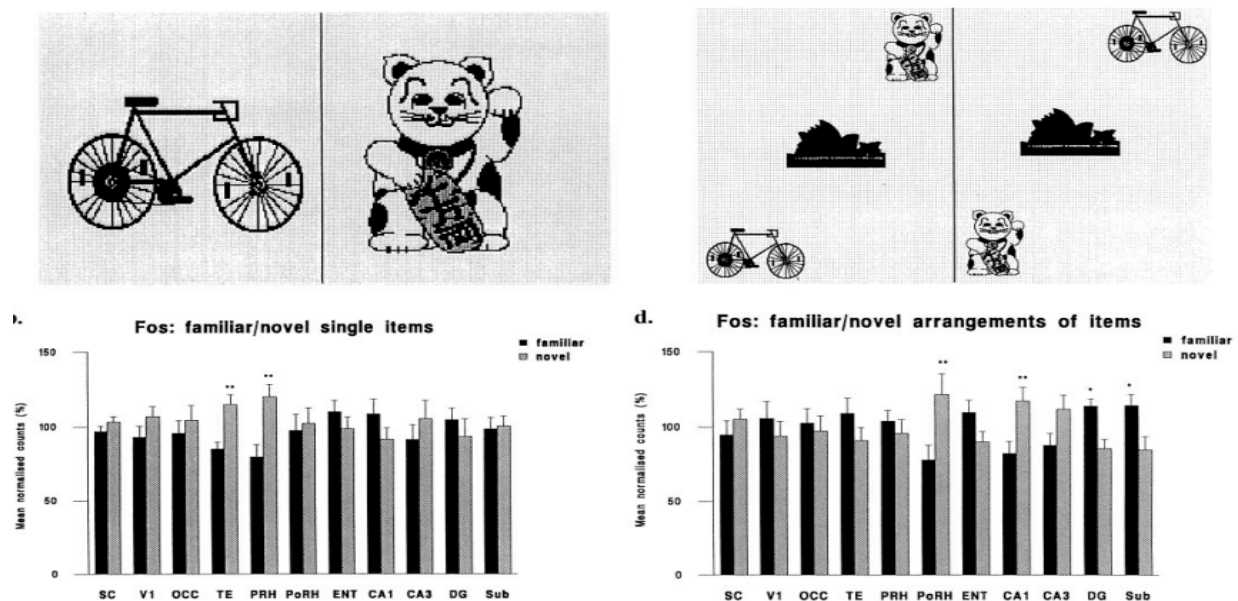 b.
Fos: familiar/novel single items
familiar
novel
Mean normalised counts (%)
150
100
50
0
**
**
SC V1 OCC TE PRH PoRH ENT CA1 CA3 DG Sub
d.
Fos: familiar/novel arrangements of items
familiar
novel
Mean normalised counts (%)
150
100
50
0
**
**
*
*
SC V1 OCC TE PRH PoRH ENT CA1 CA3 DG Sub